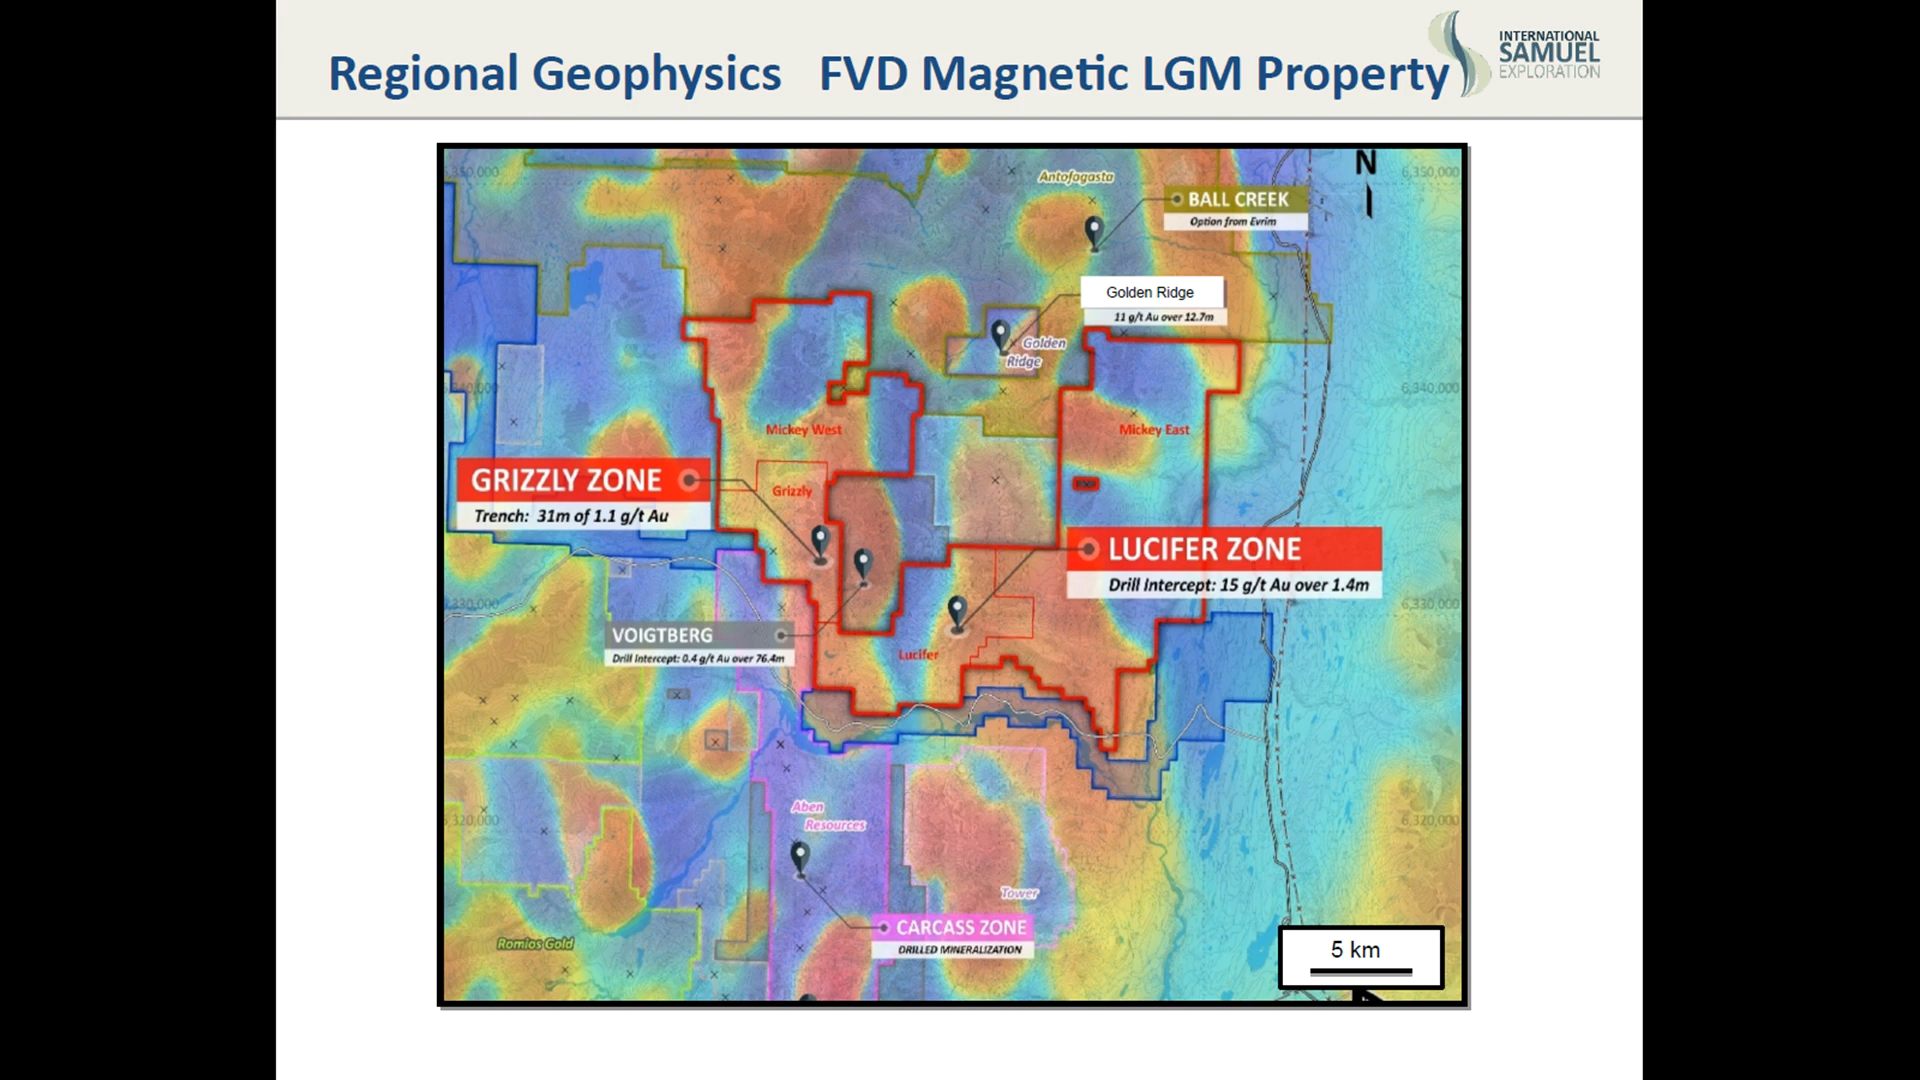 Regional Geophysics FVD Magnetic LGM Property
INTERNATIONAL
SAMUEL
EXPLORATION
N
6,350,000
Antofagasta
BALL CREEK
Option from Evrim
Golden Ridge
11 g/t Au over 12.7m
Golden
Ridge
6,340,000
Mickey West
Mickey East
GRIZZLY ZONE
Trench: 31m of 1.1 g/t Au
Grizzly
LUCIFER ZONE
Drill Intercept: 15 g/t Au over 1.4m
6,330,000
VOIGTBERG
Drill Intercept: 0.4 g/t Au over 76.4m
Lucifer
Aben
Resources
6,320,000
Tower
CARCASS ZONE
DRILLED MINERALIZATION
Romios Gold
5 km